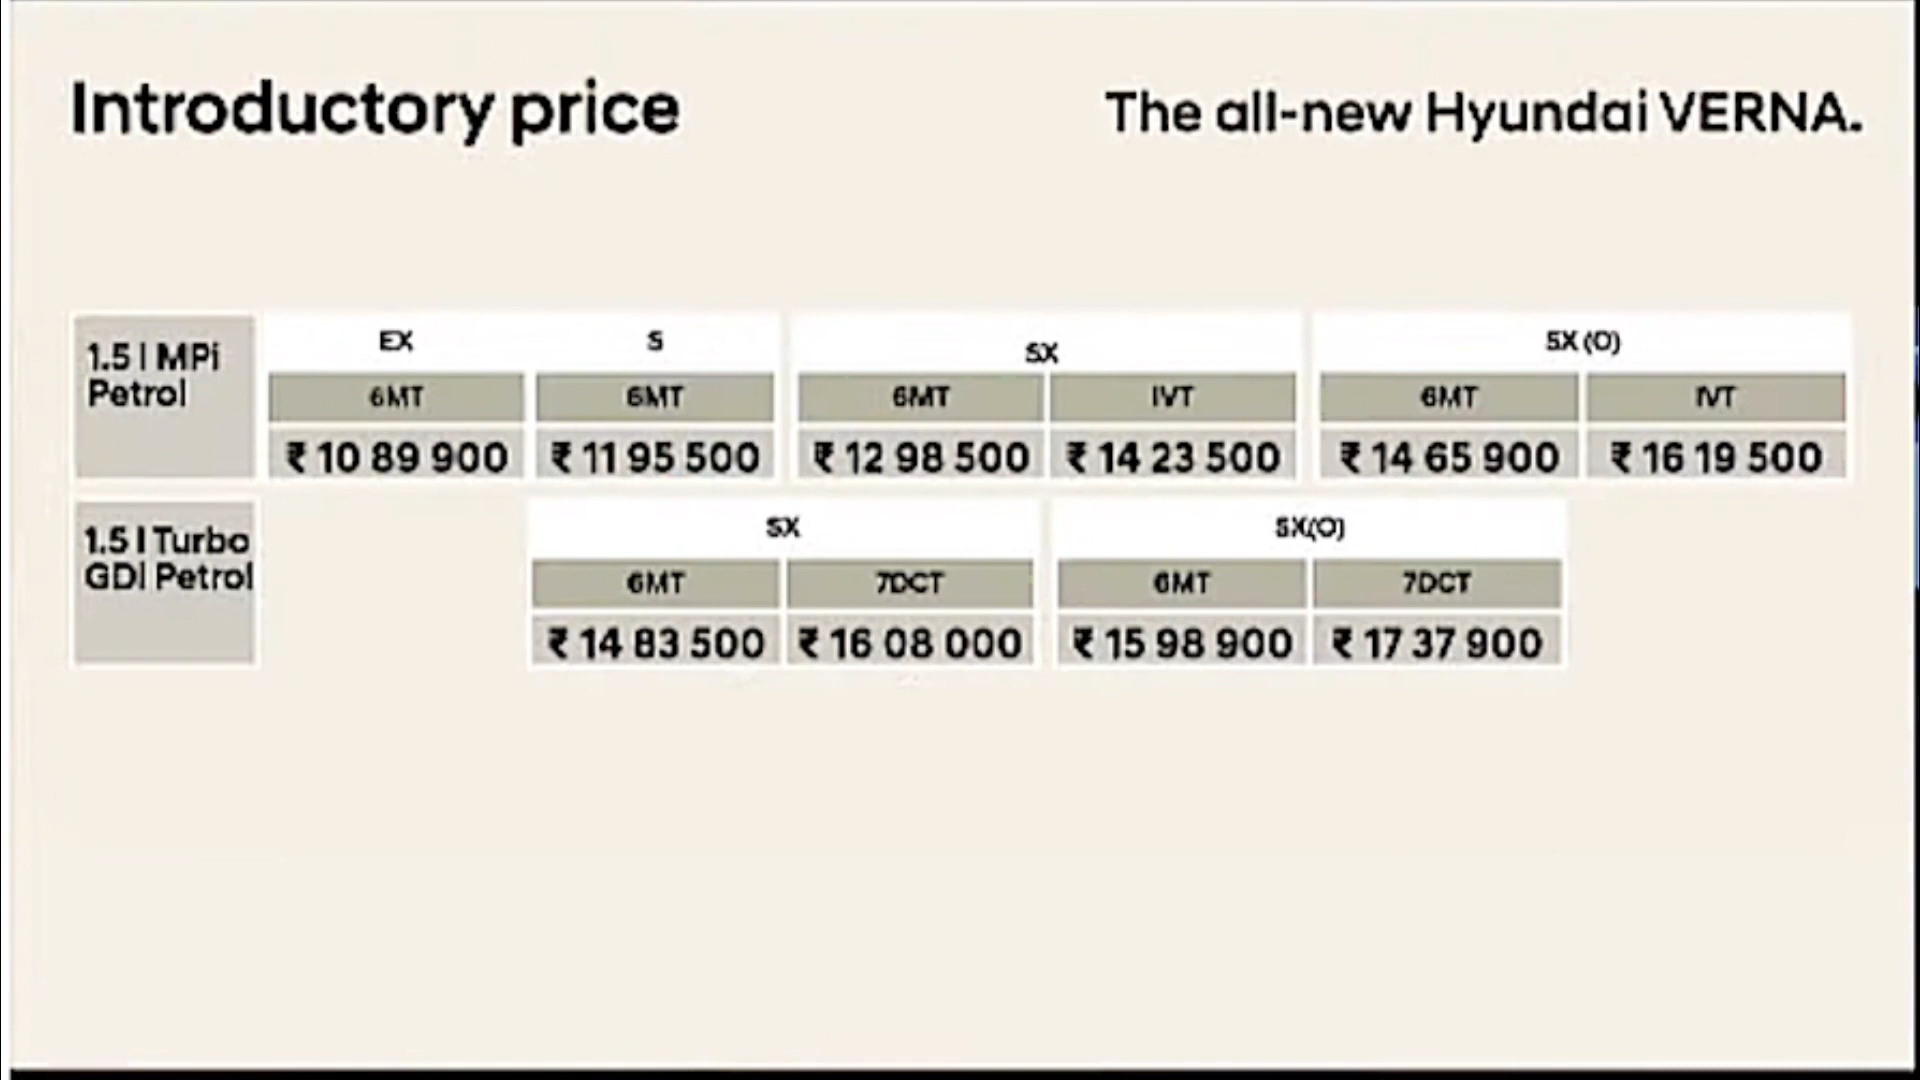 Introductory price
The all-new Hyundai VERNA.
1.5 l MPi
Petrol
EX S SX SX (O)
6MT 6MT 6MT IVT 6MT IVT
₹ 10 89 900 ₹ 11 95 500 ₹ 12 98 500 ₹ 14 23 500 ₹ 14 65 900 ₹ 16 19 500
1.5 l Turbo
GDI Petrol
SX SX(O)
6MT 7DCT 6MT 7DCT
₹ 14 83 500 ₹ 16 08 000 ₹ 15 98 900 ₹ 17 37 900